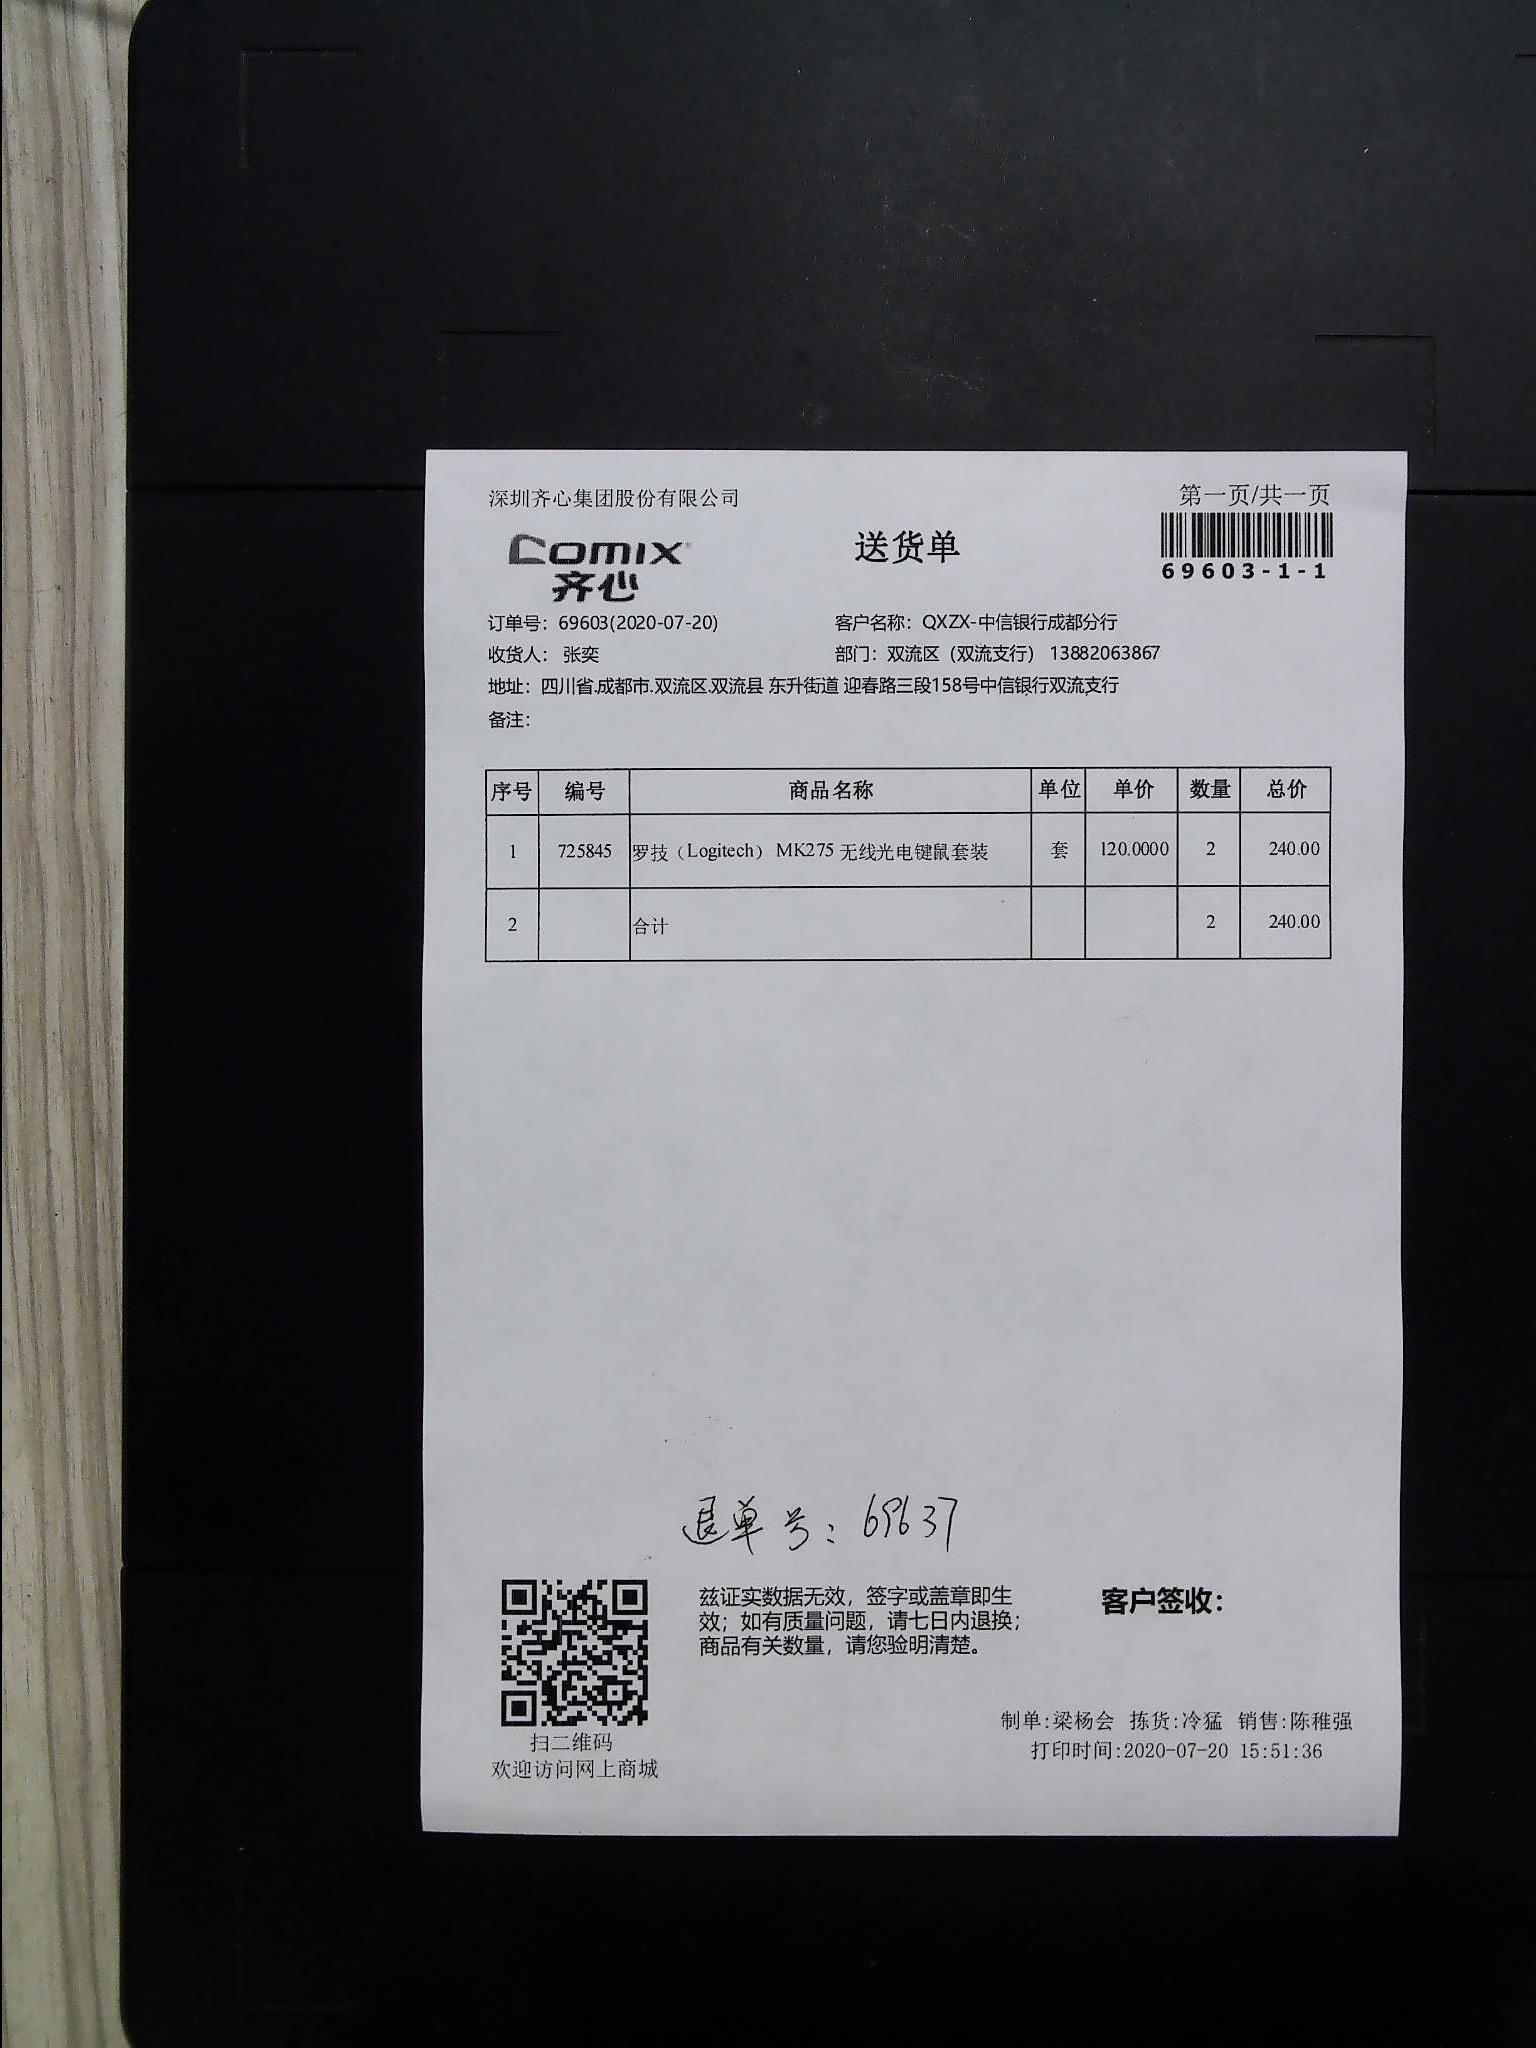 深圳齐心集团股份有限公司
第一页/共一页
COMIX®
齐心
送货单
69603-1-1
订单号：69603(2020-07-20)
客户名称：QXZX-中信银行成都分行
收货人： 张奕
部门：双流区（双流支行） 13882063867
地址：四川省.成都市.双流区.双流县 东升街道 迎春路三段158号中信银行双流支行
备注：
序号 编号 商品名称 单位 单价 数量 总价
1 725845 罗技（Logitech） MK275 无线光电键鼠套装 套 120.0000 2 240.00
2 合计 2 240.00
退单号：69637
兹证实数据无效，签字或盖章即生
效；如有质量问题，请七日内退换；
商品有关数量，请您验明清楚。
客户签收：
扫二维码
欢迎访问网上商城
制单:梁杨会 拣货:冷猛 销售:陈稚强
打印时间:2020-07-20 15:51:36